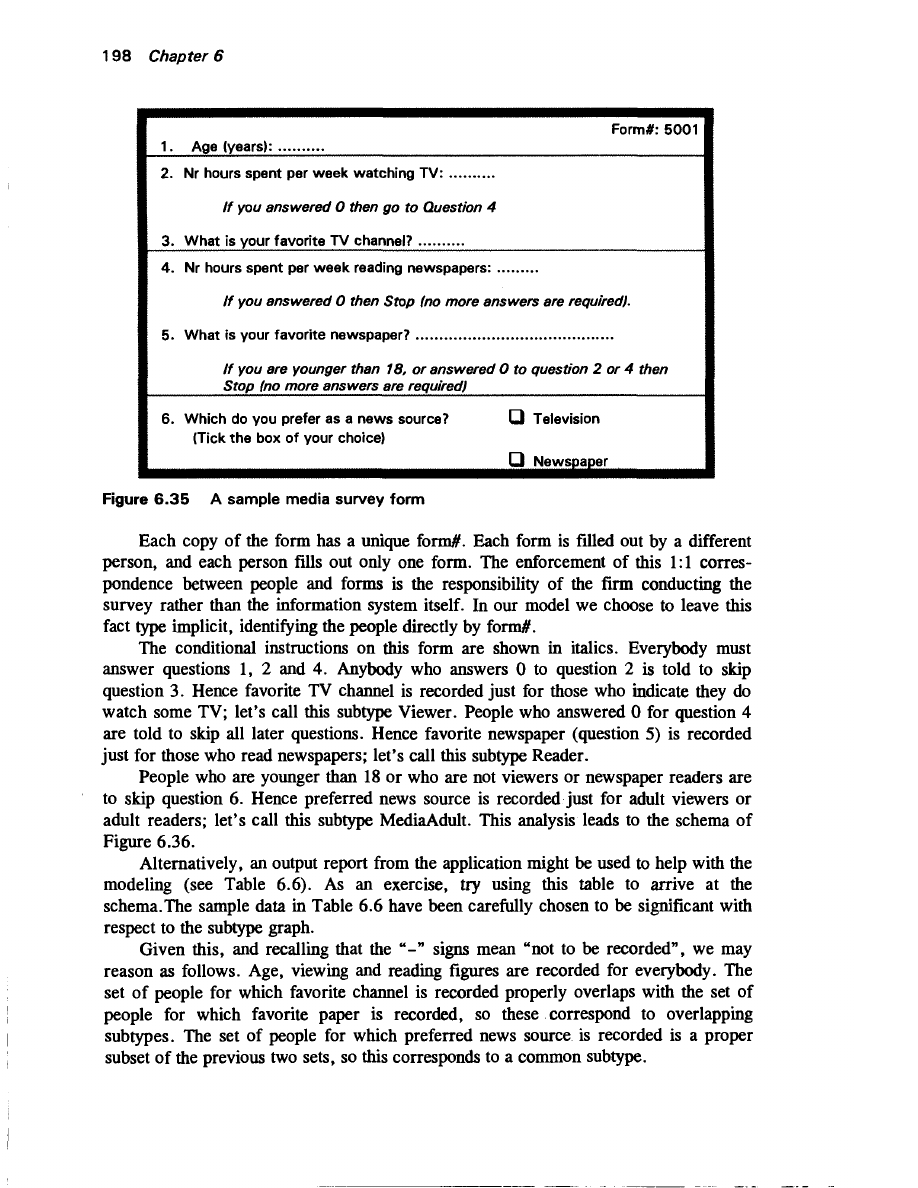 198 Chapter 6
Form#: 5001
1. Age (years): ..........
2. Nr hours spent per week watching TV: ..........
If you answered 0 then go to Question 4
3. What is your favorite TV channel? ..........
4. Nr hours spent per week reading newspapers: .........
If you answered 0 then Stop (no more answers are required).
5. What is your favorite newspaper? ..........................................
If you are younger than 18, or answered 0 to question 2 or 4 then
Stop (no more answers are required)
6. Which do you prefer as a news source? ❑ Television
(Tick the box of your choice)
❑ Newspaper
Figure 6.35 A sample media survey form
Each copy of the form has a unique form#. Each form is filled out by a different
person, and each person fills out only one form. The enforcement of this 1:1 corres-
pondence between people and forms is the responsibility of the firm conducting the
survey rather than the information system itself. In our model we choose to leave this
fact type implicit, identifying the people directly by form#.
The conditional instructions on this form are shown in italics. Everybody must
answer questions 1, 2 and 4. Anybody who answers 0 to question 2 is told to skip
question 3. Hence favorite TV channel is recorded just for those who indicate they do
watch some TV; let's call this subtype Viewer. People who answered 0 for question 4
are told to skip all later questions. Hence favorite newspaper (question 5) is recorded
just for those who read newspapers; let's call this subtype Reader.
People who are younger than 18 or who are not viewers or newspaper readers are
to skip question 6. Hence preferred news source is recorded just for adult viewers or
adult readers; let's call this subtype MediaAdult. This analysis leads to the schema of
Figure 6.36.
Alternatively, an output report from the application might be used to help with the
modeling (see Table 6.6). As an exercise, try using this table to arrive at the
schema.The sample data in Table 6.6 have been carefully chosen to be significant with
respect to the subtype graph.
Given this, and recalling that the "-" signs mean "not to be recorded", we may
reason as follows. Age, viewing and reading figures are recorded for everybody. The
set of people for which favorite channel is recorded properly overlaps with the set of
people for which favorite paper is recorded, so these correspond to overlapping
subtypes. The set of people for which preferred news source is recorded is a proper
subset of the previous two sets, so this corresponds to a common subtype.